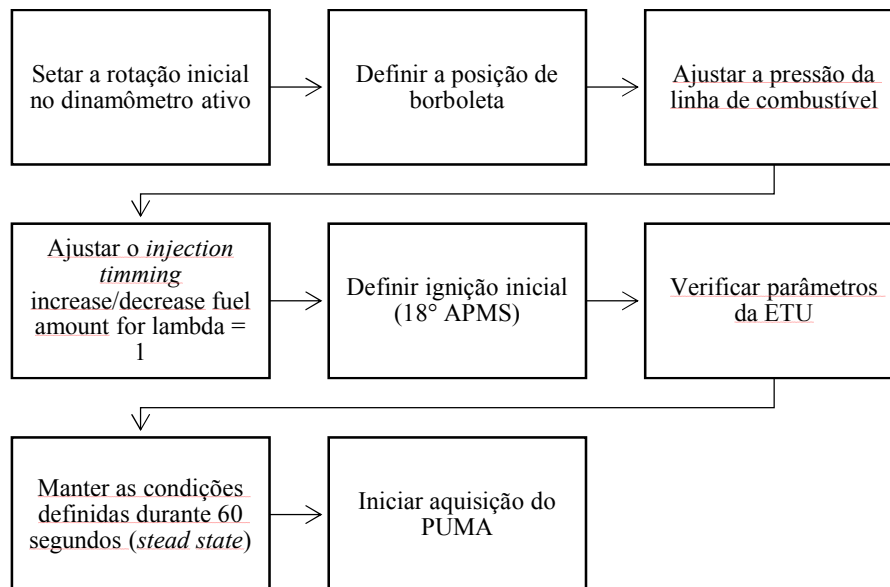 Setar a rotação inicial
no dinamômetro ativo
Definir a posição de
borboleta
Ajustar a pressão da
linha de combustível
Ajustar o injection
timming
increase/decrease fuel
amount for lambda =
1
Definir ignição inicial
(18° APMS)
Verificar parâmetros
da ETU
Manter as condições
definidas durante 60
segundos (stead state)
Iniciar aquisição do
PUMA